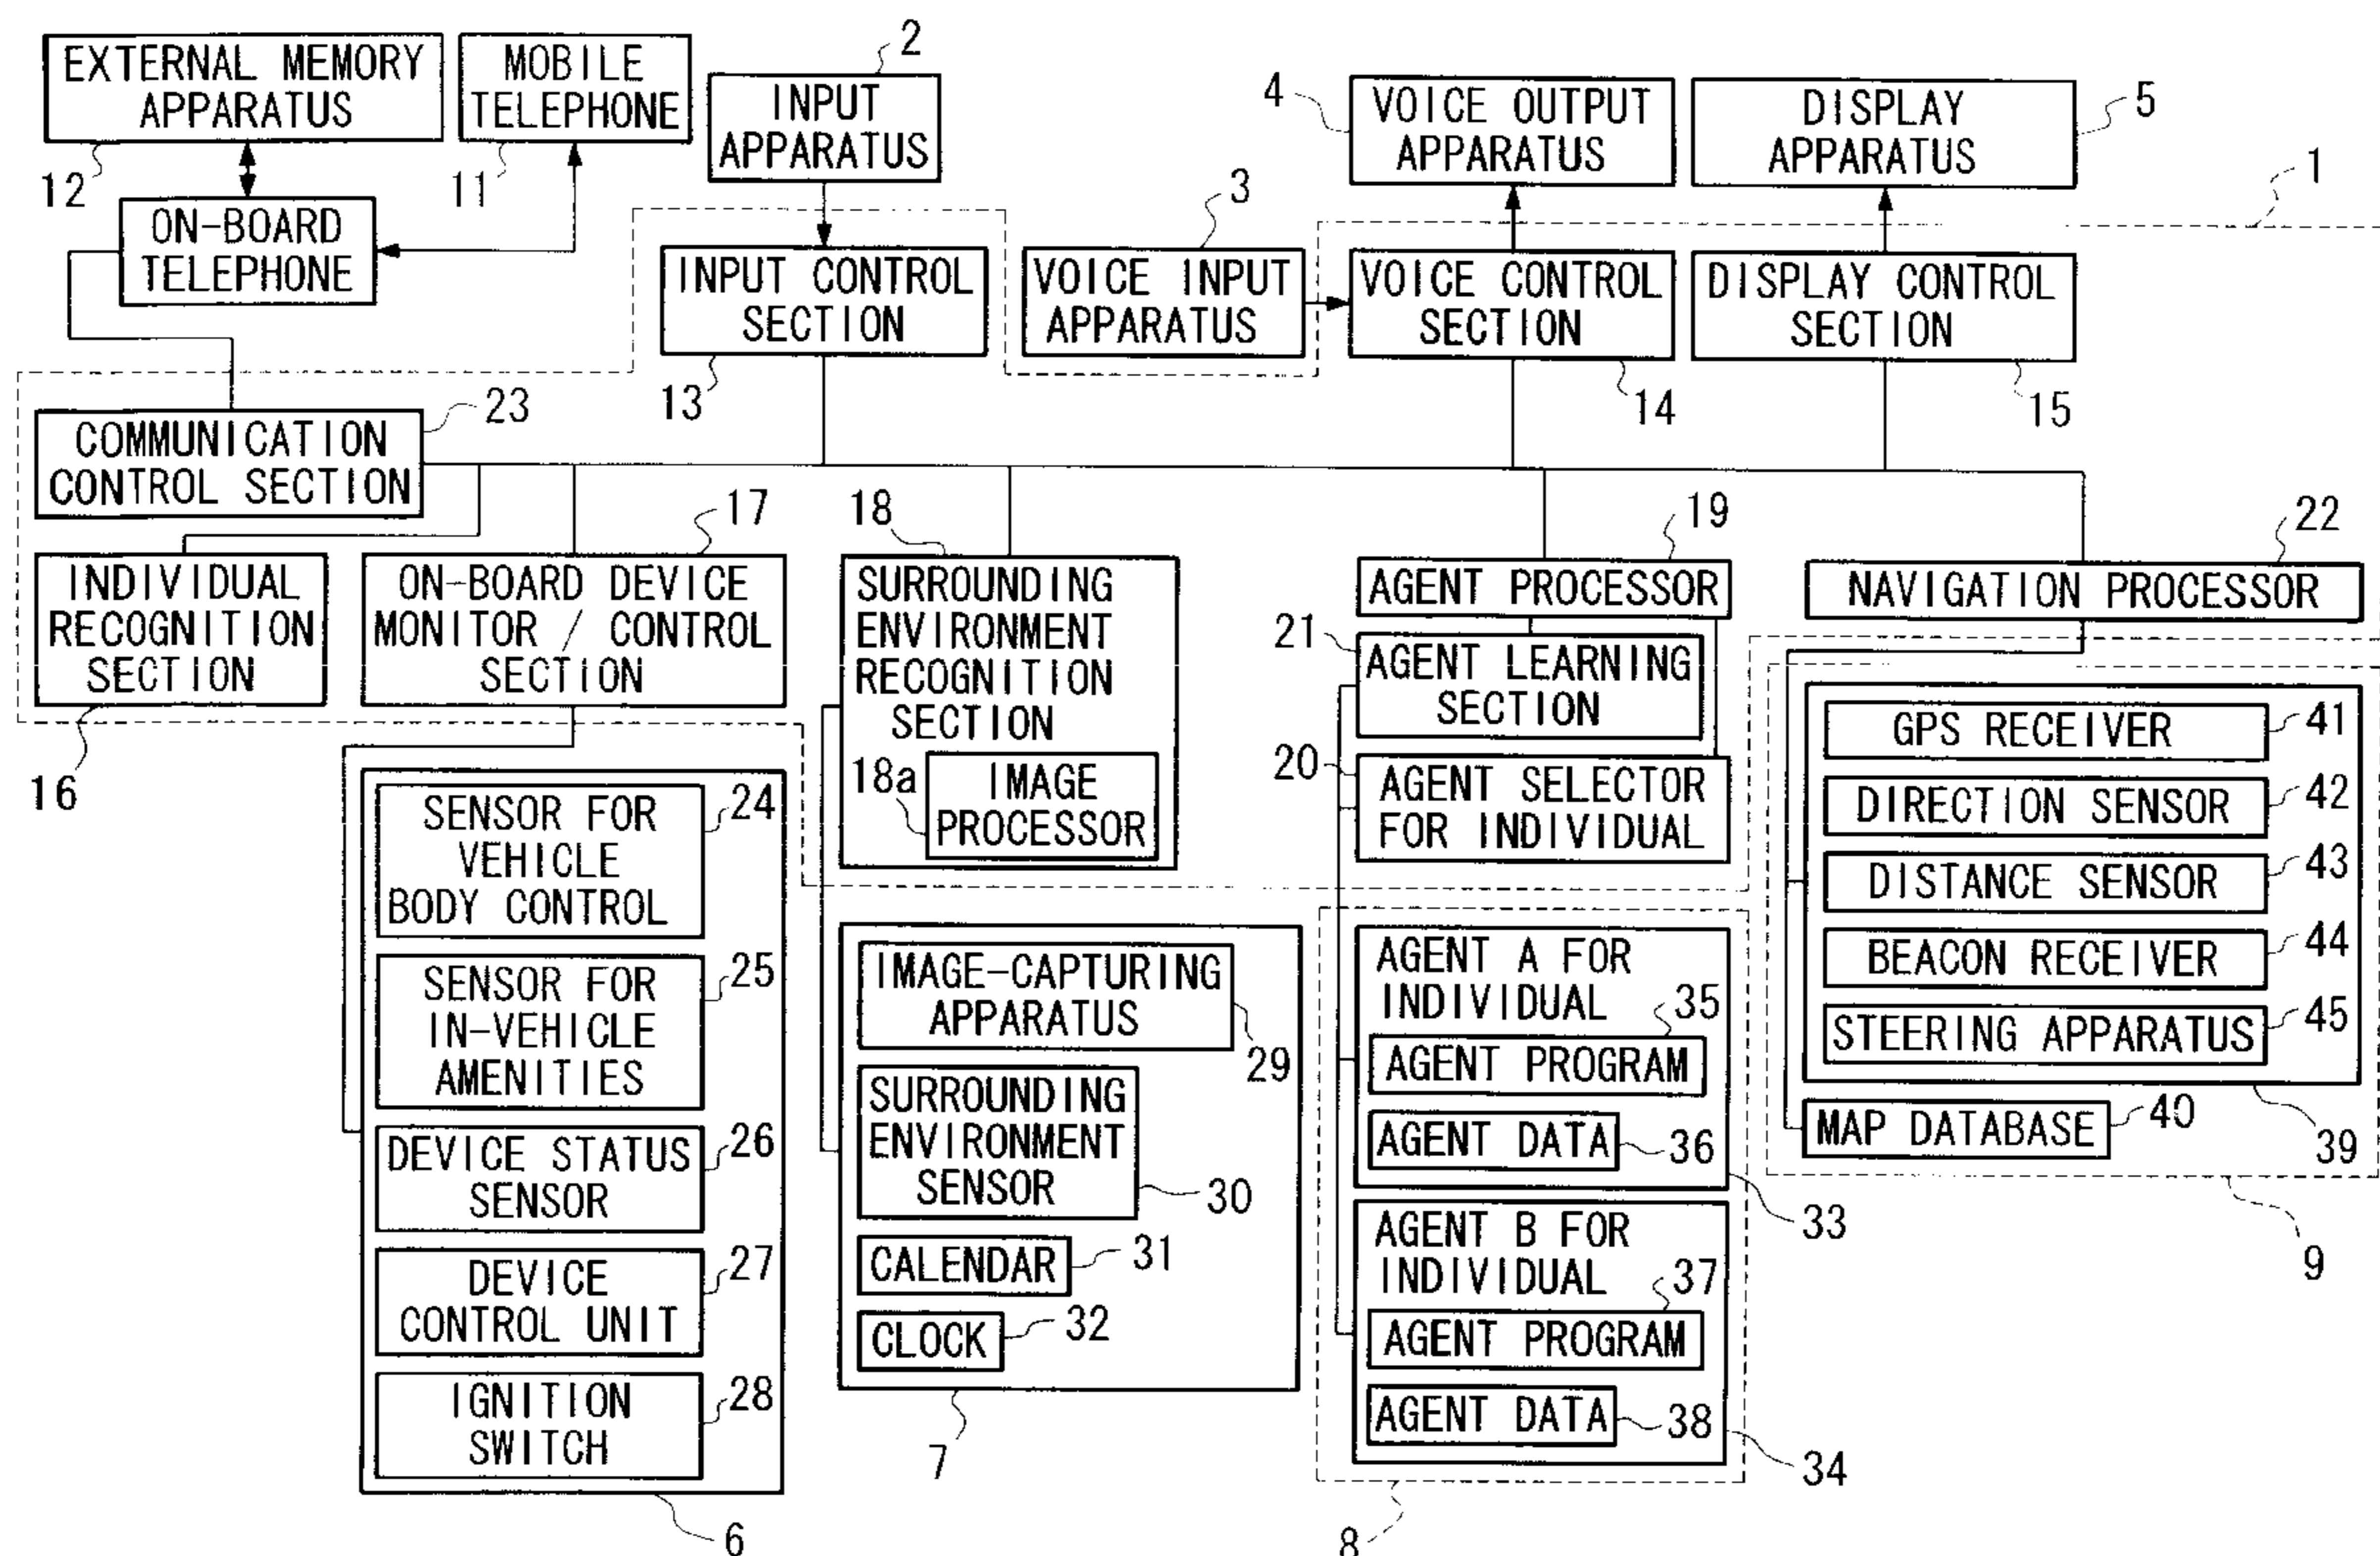 EXTERNAL MEMORY
APPARATUS
12
MOBILE
TELEPHONE
11
2
INPUT
APPARATUS
4
VOICE OUTPUT
APPARATUS
DISPLAY
APPARATUS
5
1
ON-BOARD
TELEPHONE
INPUT CONTROL
SECTION
13
3
VOICE INPUT
APPARATUS
VOICE CONTROL
SECTION
14
DISPLAY CONTROL
SECTION
15
23
COMMUNICATION
CONTROL SECTION
INDIVIDUAL
RECOGNITION
SECTION
16
17
ON-BOARD DEVICE
MONITOR / CONTROL
SECTION
18
SURROUNDING
ENVIRONMENT
RECOGNITION
SECTION
18a
IMAGE
PROCESSOR
19
AGENT PROCESSOR
21
AGENT LEARNING
SECTION
20
AGENT SELECTOR
FOR INDIVIDUAL
22
NAVIGATION PROCESSOR
SENSOR FOR
VEHICLE
BODY CONTROL
24
SENSOR FOR
IN-VEHICLE
AMENITIES
25
DEVICE STATUS
SENSOR
26
DEVICE
CONTROL UNIT
27
IGNITION
SWITCH
28
6
IMAGE-CAPTURING
APPARATUS
29
SURROUNDING
ENVIRONMENT
SENSOR
30
CALENDAR
31
CLOCK
32
7
AGENT A FOR
INDIVIDUAL
35
AGENT PROGRAM
AGENT DATA
36
33
AGENT B FOR
INDIVIDUAL
37
AGENT PROGRAM
AGENT DATA
38
34
8
GPS RECEIVER
41
DIRECTION SENSOR
42
DISTANCE SENSOR
43
BEACON RECEIVER
44
STEERING APPARATUS
45
MAP DATABASE
40
39
9